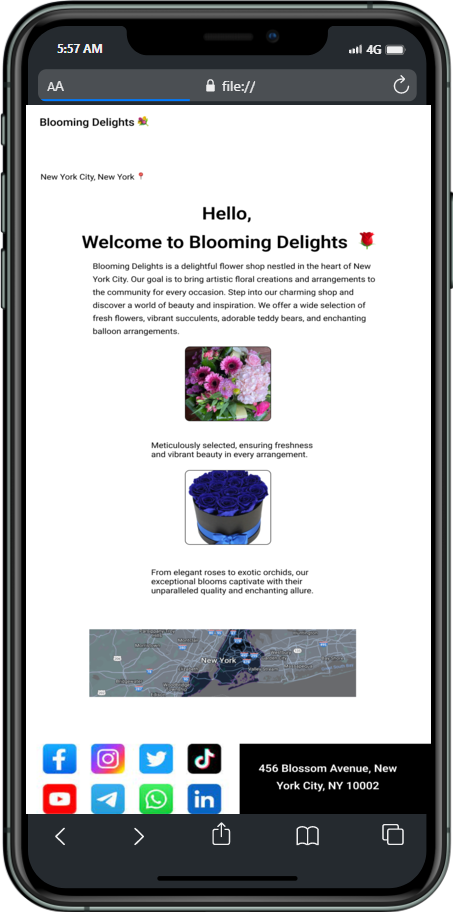 5:57 AM
4G
AA
file://
Blooming Delights
New York City, New York
Hello,
Welcome to Blooming Delights
Blooming Delights is a delightful flower shop nestled in the heart of New
York City. Our goal is to bring artistic floral creations and arrangements to
the community for every occasion. Step into our charming shop and
discover a world of beauty and inspiration. We offer a wide selection of
fresh flowers, vibrant succulents, adorable teddy bears, and enchanting
balloon arrangements.
Meticulously selected, ensuring freshness
and vibrant beauty in every arrangement.
From elegant roses to exotic orchids, our
exceptional blooms captivate with their
unparalleled quality and enchanting allure.
New York
456 Blossom Avenue, New
York City, NY 10002
in